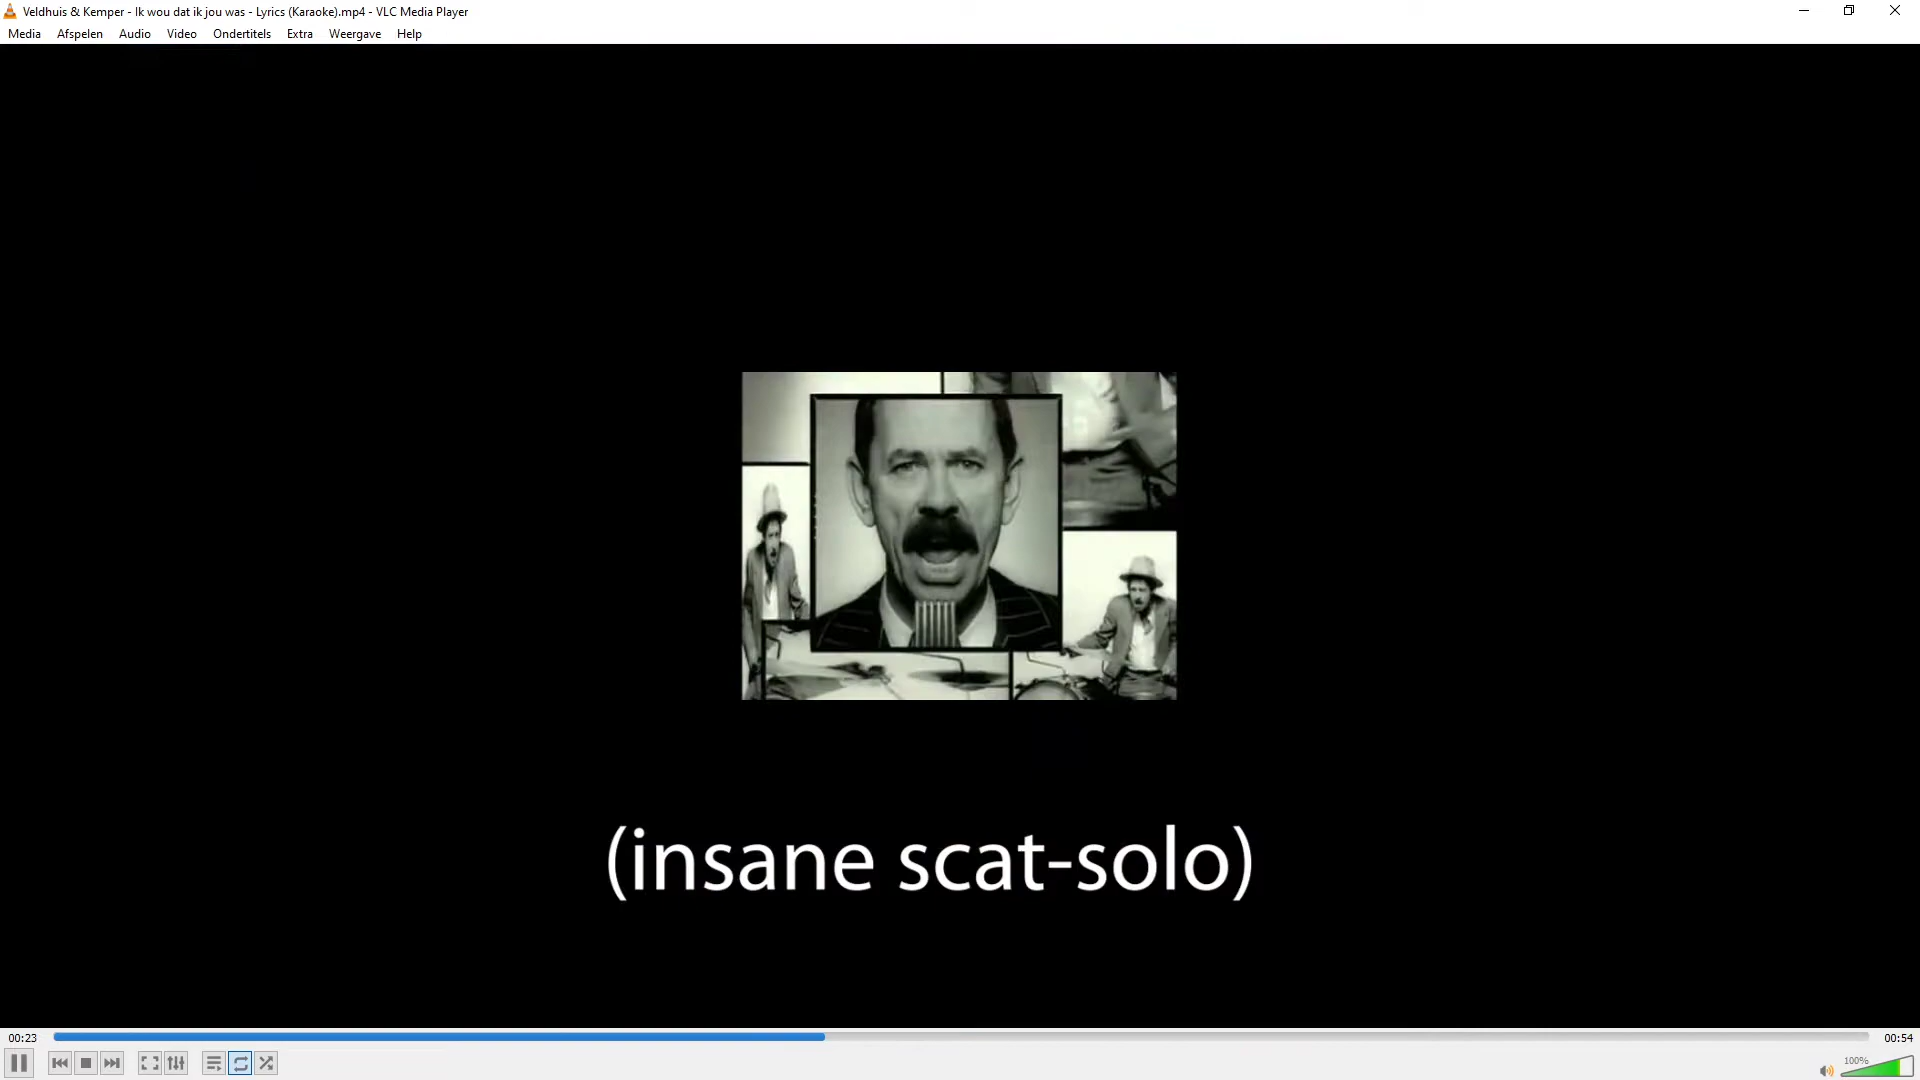 Veldhuis & Kemper - Ik wou dat ik jou was - Lyrics (Karaoke).mp4 - VLC Media Player
Media Afspelen Audio Video Ondertitels Extra Weergave Help
(insane scat-solo)
00:23 00:54
100%